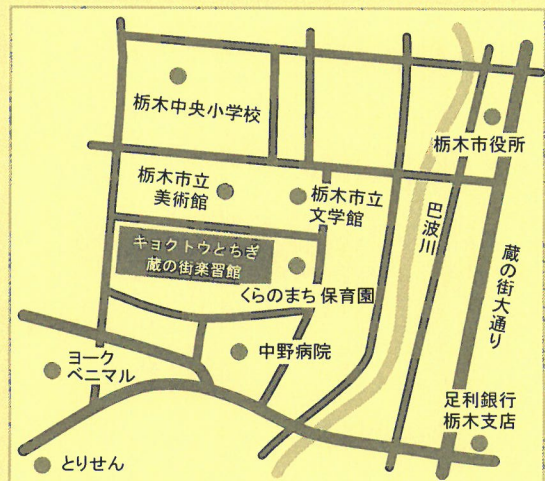 栃木中央小学校
栃木市役所
栃木市立
美術館
栃木市立
文学館
巴波川
キョクトウとちぎ
蔵の街楽習館
くらのまち保育園
蔵の街大通り
ヨーク
ベニマル
中野病院
足利銀行
栃木支店
とりせん